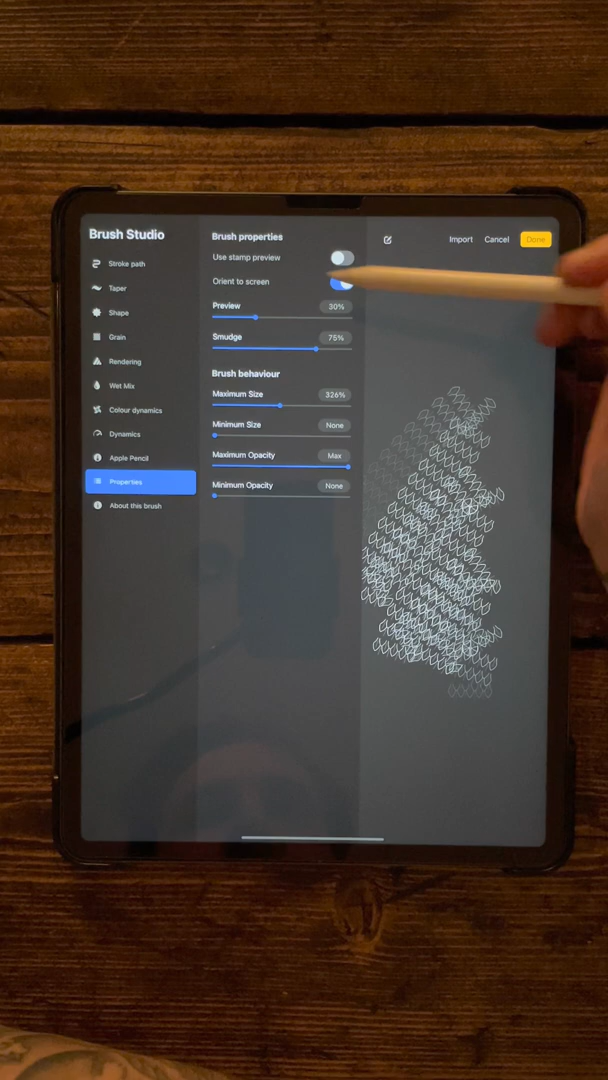 Brush Studio
Stroke path
Taper
Shape
Grain
Rendering
Wet Mix
Colour dynamics
Dynamics
Apple Pencil
Properties
About this brush
Brush properties
Use stamp preview
Orient to screen
Preview 30%
Smudge 75%
Brush behaviour
Maximum Size 326%
Minimum Size None
Maximum Opacity Max
Minimum Opacity None
Import Cancel Done